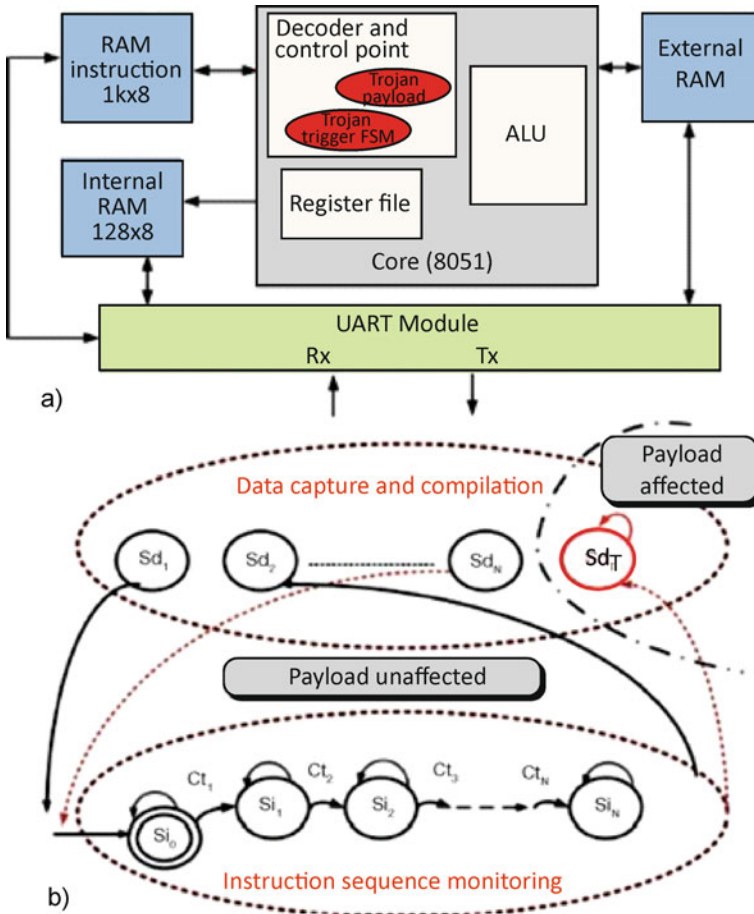 RAM
instruction
1kx8
Decoder and
control point
Trojan
payload
Trojan
trigger FSM
ALU
External
RAM
Internal
RAM
128x8
Register file
Core (8051)
UART Module
Rx Tx
a)
Payload
affected
Data capture and compilation
Sd1 Sd2 SdN SdT
Payload unaffected
Ct1 Ct2 Ct3 CtN
Si0 Si1 Si2 SiN
Instruction sequence monitoring
b)